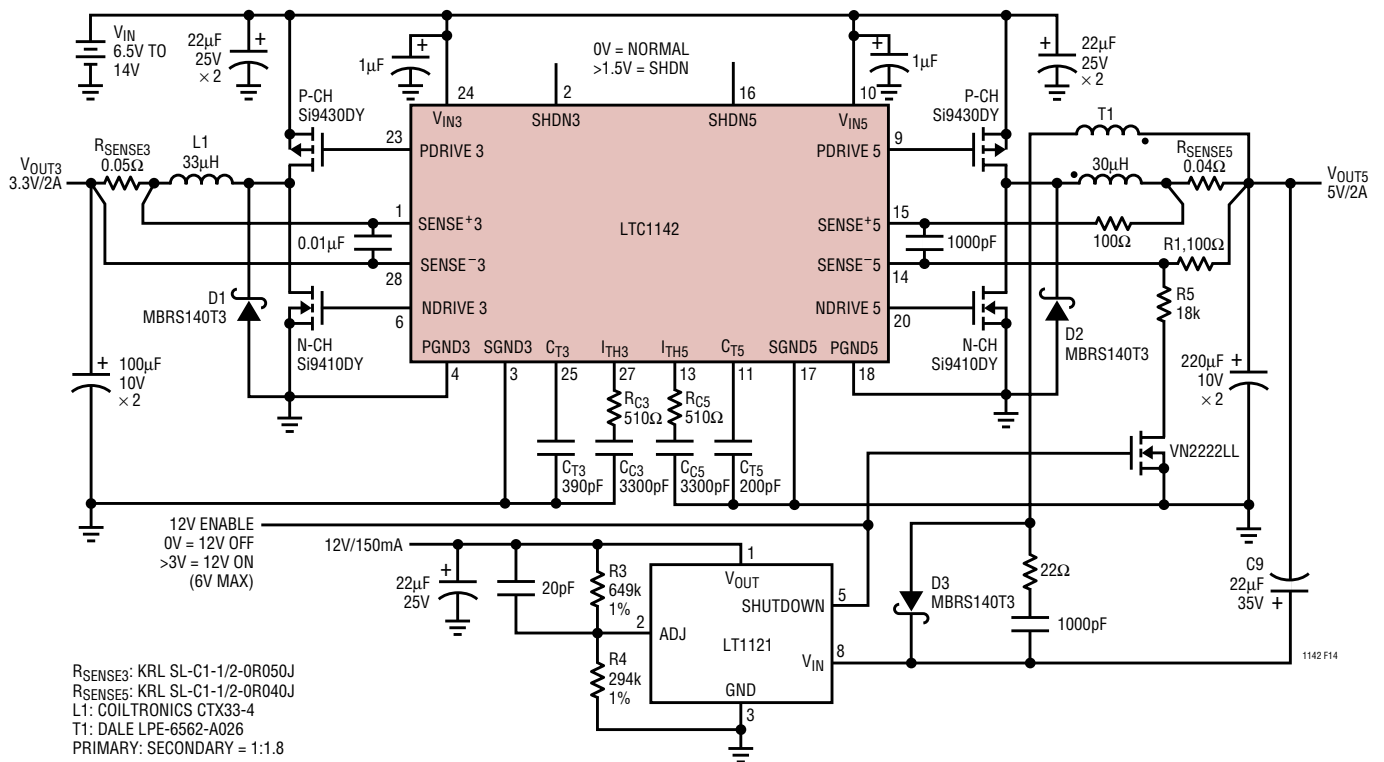 VIN
6.5V TO
14V
22µF
25V
× 2
+
1µF
+
0V = NORMAL
>1.5V = SHDN
+
1µF
+
22µF
25V
× 2
P-CH
Si9430DY
24
2
16
10
P-CH
Si9430DY
T1
VIN3
SHDN3
SHDN5
VIN5
23
PDRIVE 3
PDRIVE 5
9
VOUT3
3.3V/2A
RSENSE3
0.05Ω
L1
33µH
30µH
RSENSE5
0.04Ω
VOUT5
5V/2A
1
SENSE+3
LTC1142
SENSE+5
15
0.01µF
1000pF
100Ω
R1,100Ω
SENSE–3
28
SENSE–5
14
D1
MBRS140T3
NDRIVE 3
6
NDRIVE 5
20
R5
18k
N-CH
Si9410DY
N-CH
Si9410DY
D2
MBRS140T3
PGND3
SGND3
CT3
ITH3
ITH5
CT5
SGND5
PGND5
4
3
25
27
13
11
17
18
+
100µF
10V
× 2
220µF
10V
× 2
+
RC3
510Ω
RC5
510Ω
CT3
390pF
CC3
3300pF
CC5
3300pF
CT5
200pF
VN2222LL
12V ENABLE
0V = 12V OFF
>3V = 12V ON
(6V MAX)
12V/150mA
+
22µF
25V
20pF
R3
649k
1%
1
VOUT
SHUTDOWN
5
2
ADJ
LT1121
VIN
8
R4
294k
1%
GND
3
D3
MBRS140T3
22Ω
1000pF
C9
22µF
35V
+
1142 F14
RSENSE3: KRL SL-C1-1/2-0R050J
RSENSE5: KRL SL-C1-1/2-0R040J
L1: COILTRONICS CTX33-4
T1: DALE LPE-6562-A026
PRIMARY: SECONDARY = 1:1.8